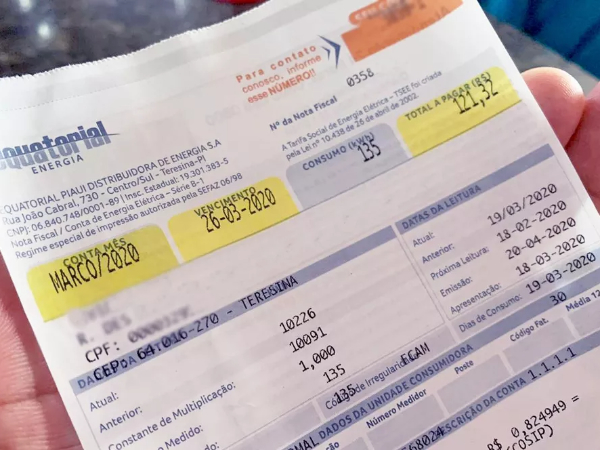 Para contato
conosco, informe
esse NÚMERO!!
equatorial
ENERGIA
Nº da Nota Fiscal 0358
A Tarifa Social de Energia Elétrica - TSEE foi criada
pela Lei nº 10.438 de 26 de abril de 2002.
EQUATORIAL PIAUÍ DISTRIBUIDORA DE ENERGIA S.A
Rua João Cabral, 730 - Centro/Sul - Teresina-PI
CNPJ: 06.840.748/0001-89 | Insc. Estadual: 19.301.383-5
Nota Fiscal / Conta de Energia Elétrica - Série B-1
Regime especial de impressão autorizada pela SEFAZ 06/98
CONTA MÊS
MARCO/2020
VENCIMENTO
26-03-2020
CONSUMO (kWh)
135
TOTAL A PAGAR (R$)
121,32
R. DES
CPF:
CEP: 64.016-270 - TERESINA
Atual: 10226
Anterior: 10091
Constante de Multiplicação: 1,000
Medido: 135
135
FCAM
DATAS DA LEITURA
Atual: 19/03/2020
Anterior: 18-02-2020
Próxima Leitura: 20-04-2020
Emissão: 18-03-2020
Apresentação: 19-03-2020
Dias de Consumo: 30
DADOS DA UNIDADE CONSUMIDORA
Número Medidor
Poste
Código Fat.
Média 12
1.1.1.1
DESCRIÇÃO DA CONTA
R$ 0,824949 =